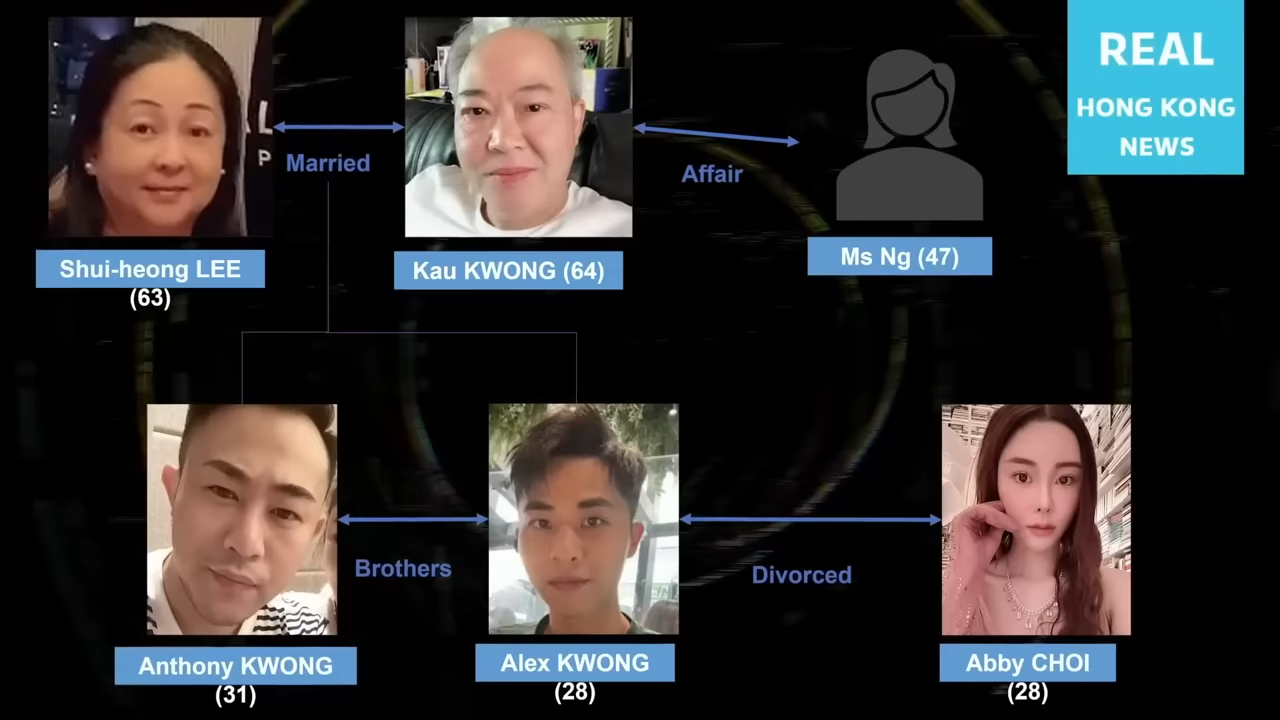 REAL
HONG KONG
NEWS
Married
Affair
Shui-heong LEE
(63)
Kau KWONG (64)
Ms Ng (47)
L
P
Brothers
Divorced
Anthony KWONG
(31)
Alex KWONG
(28)
Abby CHOI
(28)